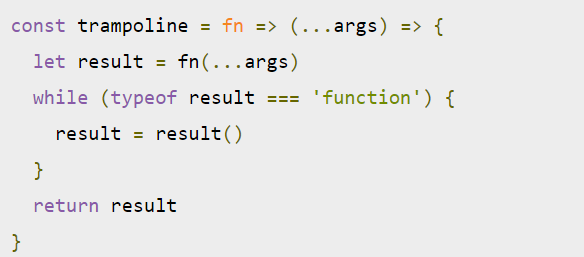 const trampoline = fn => (...args) => {
  let result = fn(...args)
  while (typeof result === 'function') {
    result = result()
  }
  return result
}